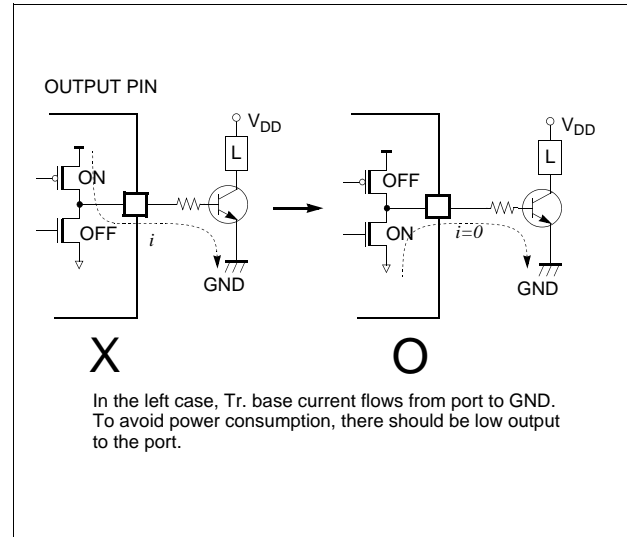 OUTPUT PIN
VDD
L
ON
OFF
i
GND
X
VDD
L
OFF
ON
i=0
GND
O
In the left case, Tr. base current flows from port to GND.
To avoid power consumption, there should be low output
to the port.